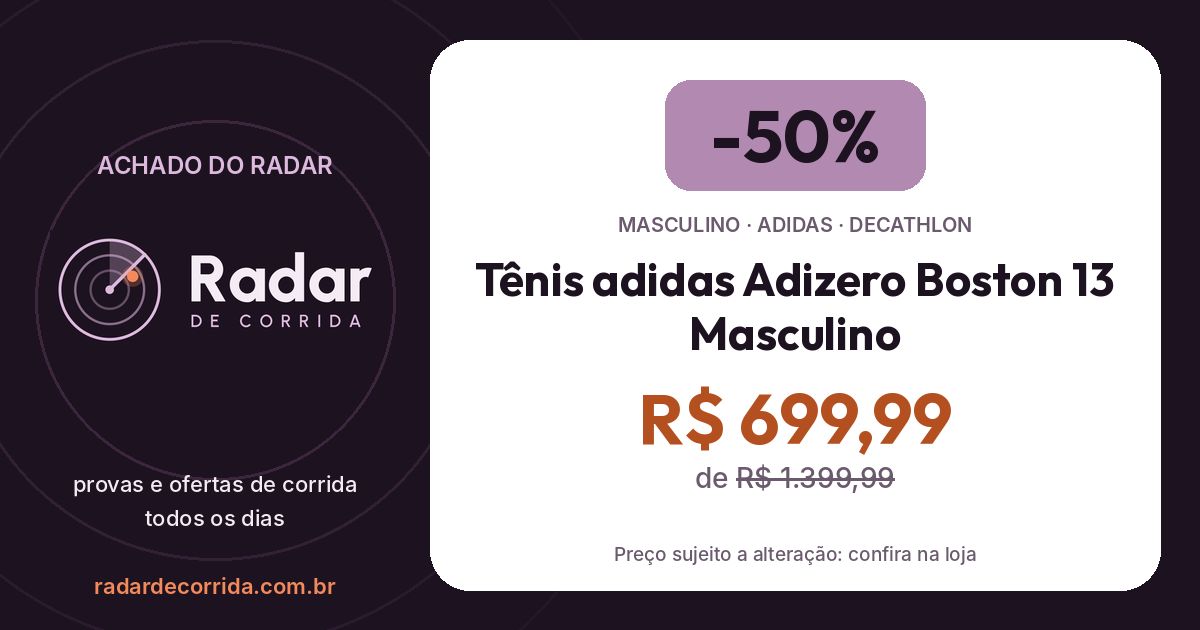 ACHADO DO RADAR
Radar
DE CORRIDA
provas e ofertas de corrida
todos os dias
radardecorrida.com.br
-50%
MASCULINO · ADIDAS · DECATHLON
Tênis adidas Adizero Boston 13
Masculino
R$ 699,99
de R$ 1.399,99
Preço sujeito a alteração: confira na loja